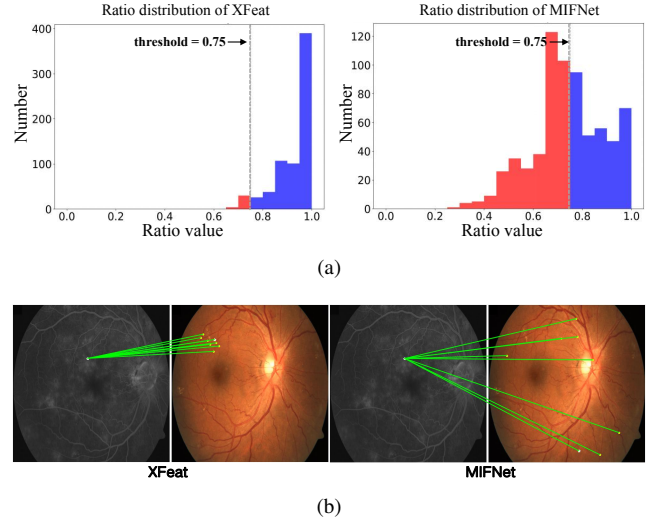 Ratio distribution of XFeat
threshold = 0.75
Number
400
300
200
100
0
0.0 0.2 0.4 0.6 0.8 1.0
Ratio value
Ratio distribution of MIFNet
threshold = 0.75
Number
120
100
80
60
40
20
0
0.0 0.2 0.4 0.6 0.8 1.0
Ratio value
(a)
XFeat MIFNet
(b)